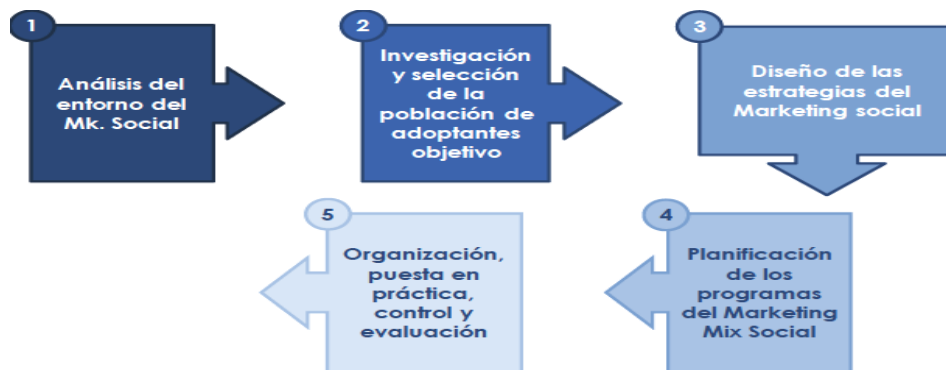 1
Análisis del
entorno del
Mk. Social
2
Investigación
y selección
de la
población de
adoptantes
objetivo
3
Diseño de las
estrategias del
Marketing social
4
Planificación
de los
programas
del Marketing
Mix Social
5
Organización,
puesta en
práctica,
control y
evaluación